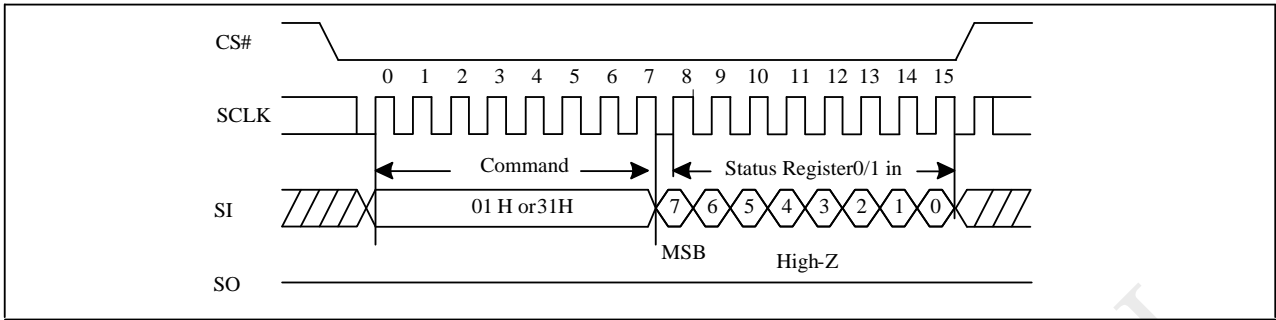 CS#
0 1 2 3 4 5 6 7 8 9 10 11 12 13 14 15
SCLK
Command
Status Register0/1 in
SI
01 H or31H
7 6 5 4 3 2 1 0
MSB
High-Z
SO